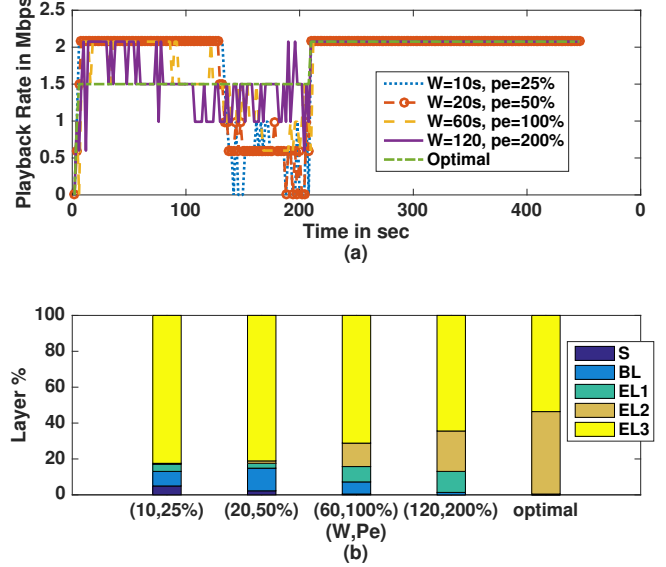 2.5
2
1.5
1
0.5
0
Playback Rate in Mbps
W=10s, pe=25%
W=20s, pe=50%
W=60s, pe=100%
W=120, pe=200%
Optimal
0 100 200 300 400 0
Time in sec
(a)
100
80
60
40
20
0
Layer %
S
BL
EL1
EL2
EL3
(10,25%) (20,50%) (60,100%) (120,200%) optimal
(W,Pe)
(b)